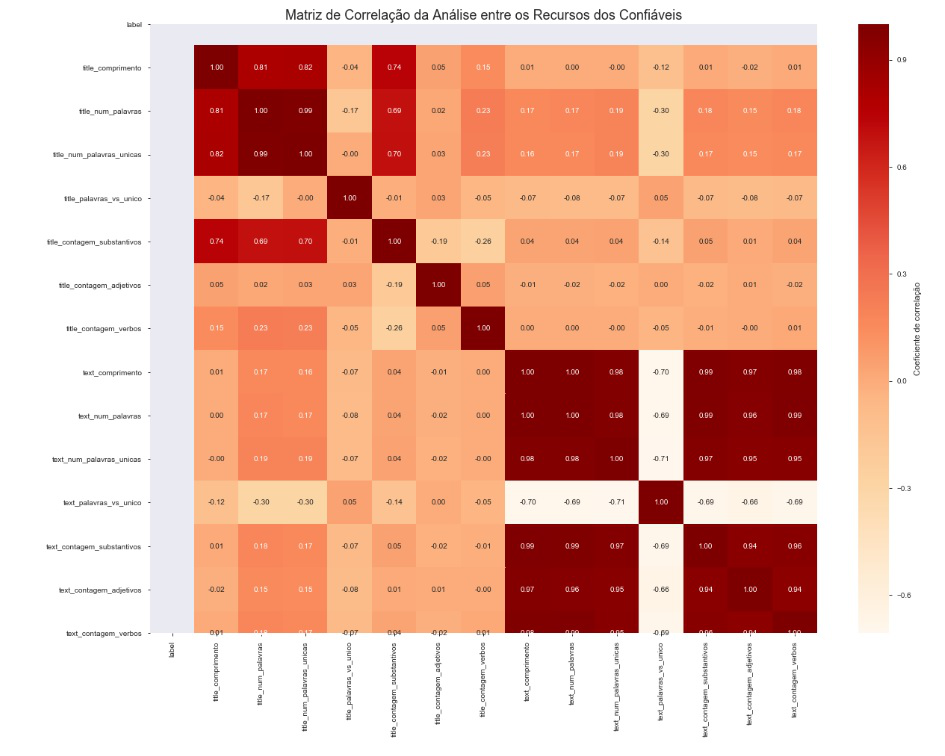 Matriz de Correlação da Análise entre os Recursos dos Confiáveis
label
title_comprimento 1.00 0.81 0.82 -0.04 0.74 0.05 0.15 0.01 0.00 -0.00 -0.12 0.01 -0.02 0.01
title_num_palavras 0.81 1.00 0.99 -0.17 0.69 0.02 0.23 0.17 0.17 0.19 -0.30 0.18 0.15 0.18
title_num_palavras_unicas 0.82 0.99 1.00 -0.00 0.70 0.03 0.23 0.16 0.17 0.19 -0.30 0.17 0.15 0.17
title_palavras_vs_unico -0.04 -0.17 -0.00 1.00 -0.01 0.03 -0.05 -0.07 -0.08 -0.07 0.05 -0.07 -0.08 -0.07
title_contagem_substantivos 0.74 0.69 0.70 -0.01 1.00 -0.19 -0.26 0.04 0.04 0.04 -0.14 0.05 0.01 0.04
title_contagem_adjetivos 0.05 0.02 0.03 0.03 -0.19 1.00 0.05 -0.01 -0.02 -0.02 0.00 -0.02 0.01 -0.02
title_contagem_verbos 0.15 0.23 0.23 -0.05 -0.26 0.05 1.00 0.00 0.00 -0.00 -0.05 -0.01 -0.00 0.01
text_comprimento 0.01 0.17 0.16 -0.07 0.04 -0.01 0.00 1.00 1.00 0.98 -0.70 0.99 0.97 0.98
text_num_palavras 0.00 0.17 0.17 -0.08 0.04 -0.02 0.00 1.00 1.00 0.98 -0.69 0.99 0.96 0.99
text_num_palavras_unicas -0.00 0.19 0.19 -0.07 0.04 -0.02 -0.00 0.98 0.98 1.00 -0.71 0.97 0.95 0.95
text_palavras_vs_unico -0.12 -0.30 -0.30 0.05 -0.14 0.00 -0.05 -0.70 -0.69 -0.71 1.00 -0.69 -0.66 -0.69
text_contagem_substantivos 0.01 0.18 0.17 -0.07 0.05 -0.02 -0.01 0.99 0.99 0.97 -0.69 1.00 0.94 0.96
text_contagem_adjetivos -0.02 0.15 0.15 -0.08 0.01 0.01 -0.00 0.97 0.96 0.95 -0.66 0.94 1.00 0.94
text_contagem_verbos 0.01 0.18 0.17 -0.07 0.04 -0.02 0.01 0.98 0.99 0.95 -0.69 0.96 0.94 1.00
label
title_comprimento
title_num_palavras
title_num_palavras_unicas
title_palavras_vs_unico
title_contagem_substantivos
title_contagem_adjetivos
title_contagem_verbos
text_comprimento
text_num_palavras
text_num_palavras_unicas
text_palavras_vs_unico
text_contagem_substantivos
text_contagem_adjetivos
text_contagem_verbos
0.9
0.6
0.3
0.0
−0.3
−0.6
Coeficiente de correlação